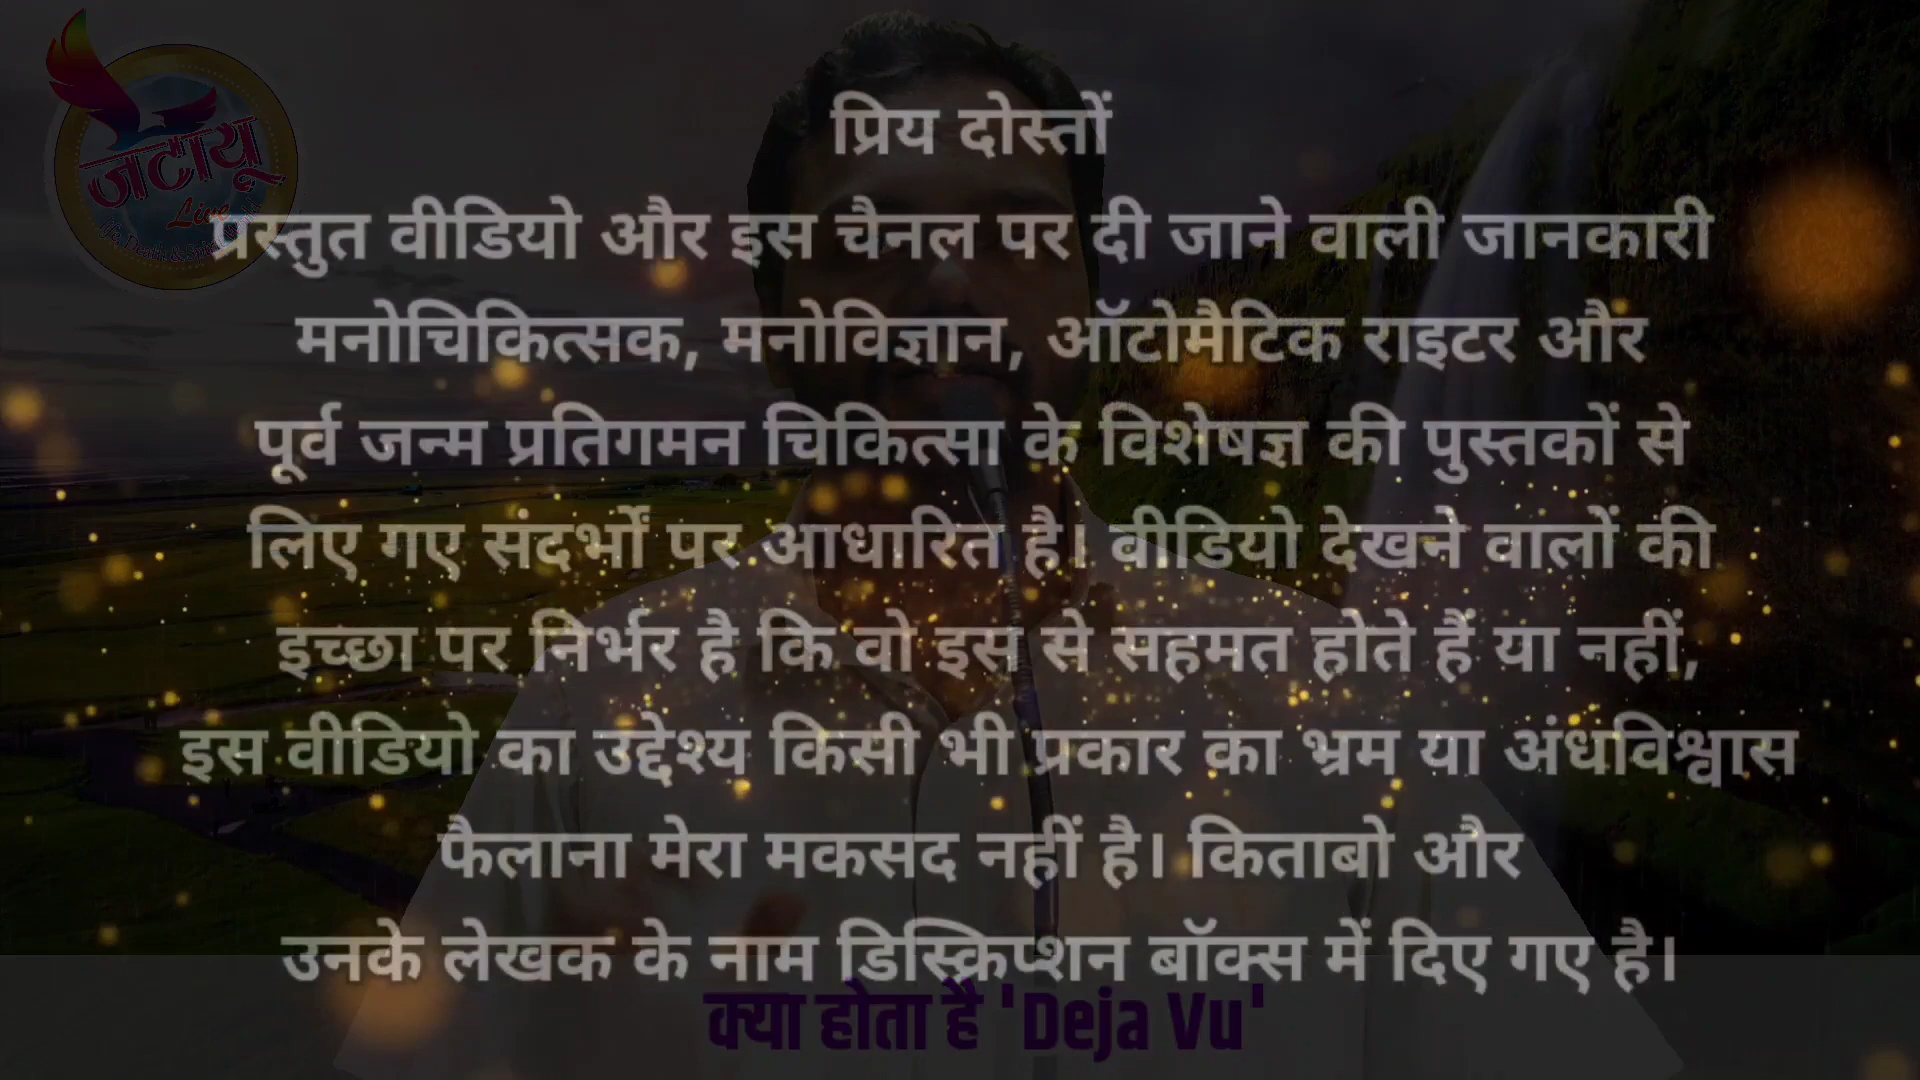 जटायू
Live
प्रिय दोस्तों
प्रस्तुत वीडियो और इस चैनल पर दी जाने वाली जानकारी
मनोचिकित्सक, मनोविज्ञान, ऑटोमैटिक राइटर और
पूर्व जन्म प्रतिगमन चिकित्सा के विशेषज्ञ की पुस्तकों से
लिए गए संदर्भों पर आधारित है। वीडियो देखने वालों की
इच्छा पर निर्भर है कि वो इस से सहमत होते हैं या नहीं,
इस वीडियो का उद्देश्य किसी भी प्रकार का भ्रम या अंधविश्वास
फैलाना मेरा मकसद नहीं है। किताबो और
उनके लेखक के नाम डिस्क्रिप्शन बॉक्स में दिए गए है।
क्या होता है 'Deja Vu'